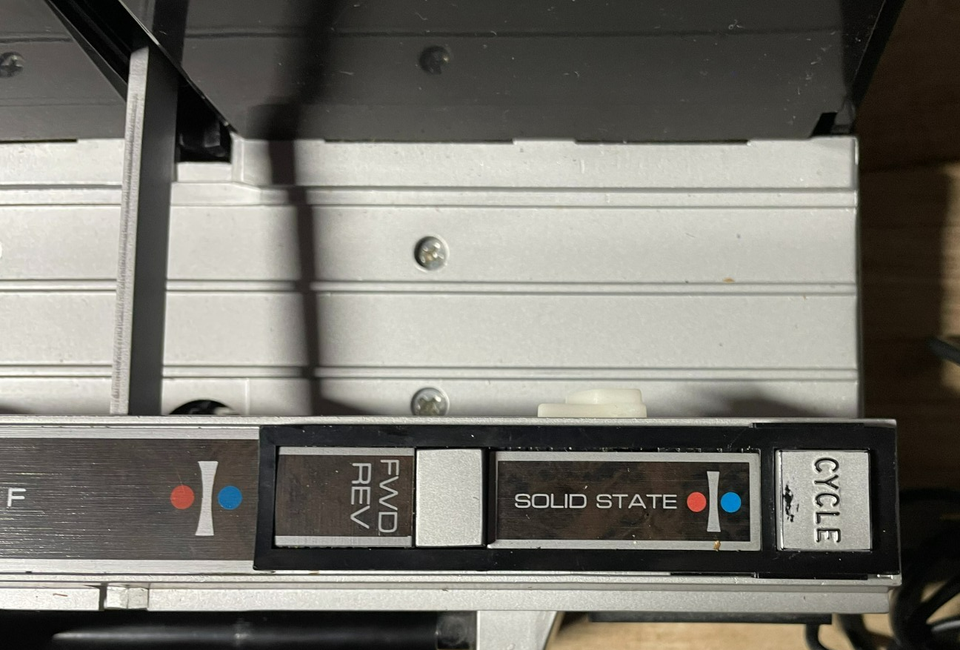 F
FWD
REV
SOLID STATE
CYCLE